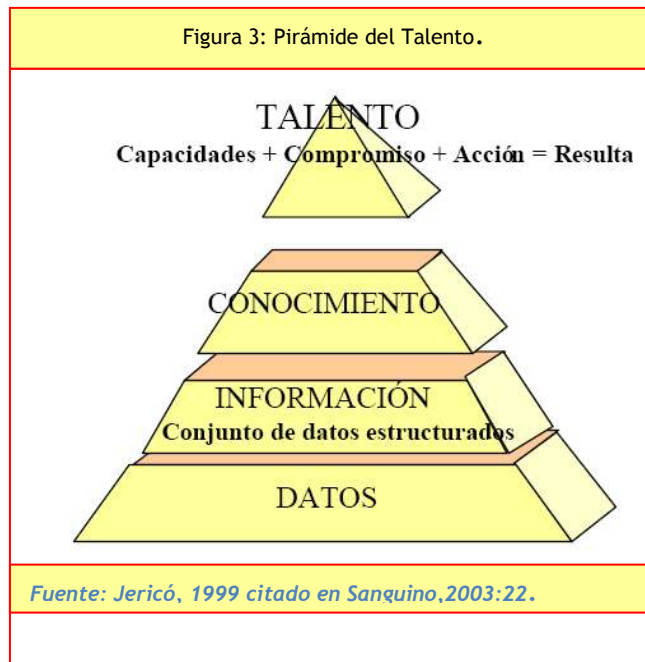 Figura 3: Pirámide del Talento.
TALENTO
Capacidades + Compromiso + Acción = Resulta
CONOCIMIENTO
INFORMACIÓN
Conjunto de datos estructurados
DATOS
Fuente: Jericó, 1999 citado en Sanguino,2003:22.